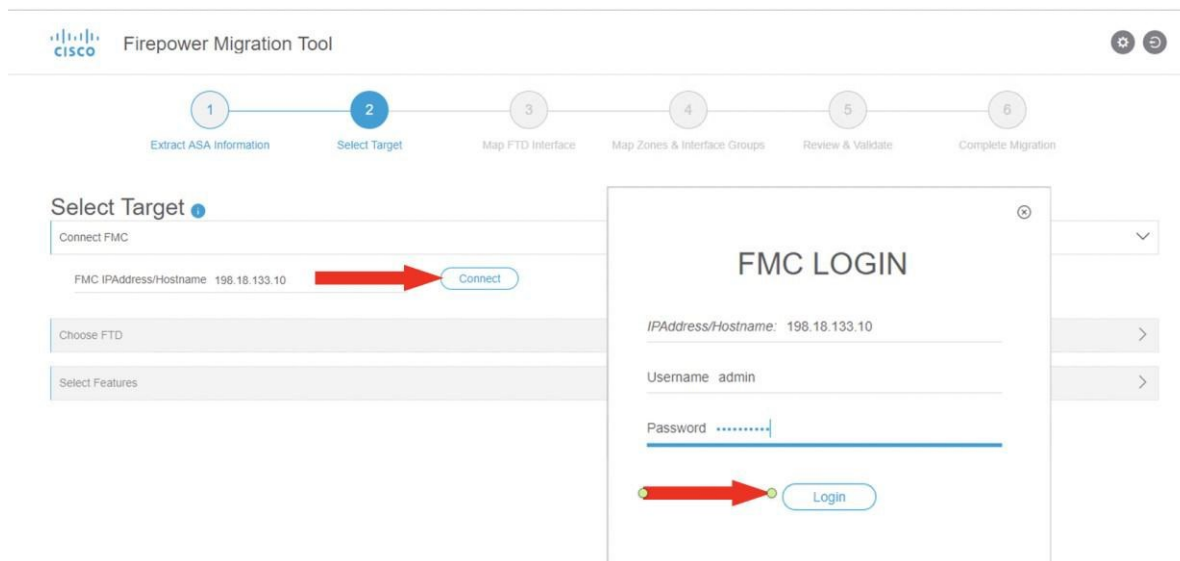 CISCO Firepower Migration Tool
1 2 3 4 5 6
Extract ASA Information Select Target Map FTD Interface Map Zones & Interface Groups Review & Validate Complete Migration
Select Target
Connect FMC
FMC IPAddress/Hostname 198.18.133.10 Connect
Choose FTD
Select Features
FMC LOGIN
IPAddress/Hostname: 198.18.133.10
Username admin
Password ••••••••••
Login